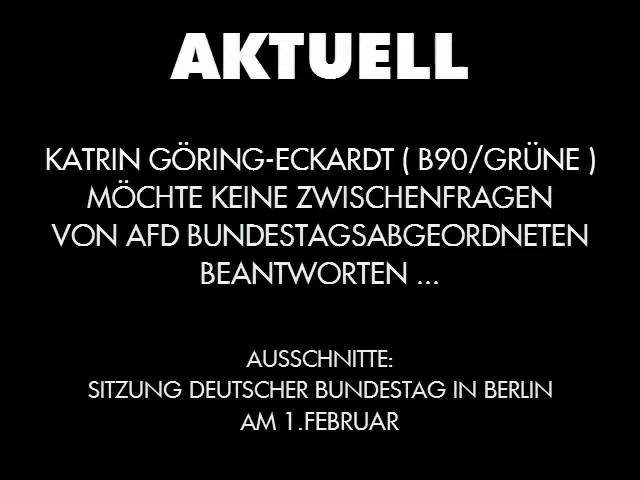 AKTUELL
KATRIN GÖRING-ECKARDT ( B90/GRÜNE )
MÖCHTE KEINE ZWISCHENFRAGEN
VON AFD BUNDESTAGSABGEORDNETEN
BEANTWORTEN ...
AUSSCHNITTE:
SITZUNG DEUTSCHER BUNDESTAG IN BERLIN
AM 1.FEBRUAR